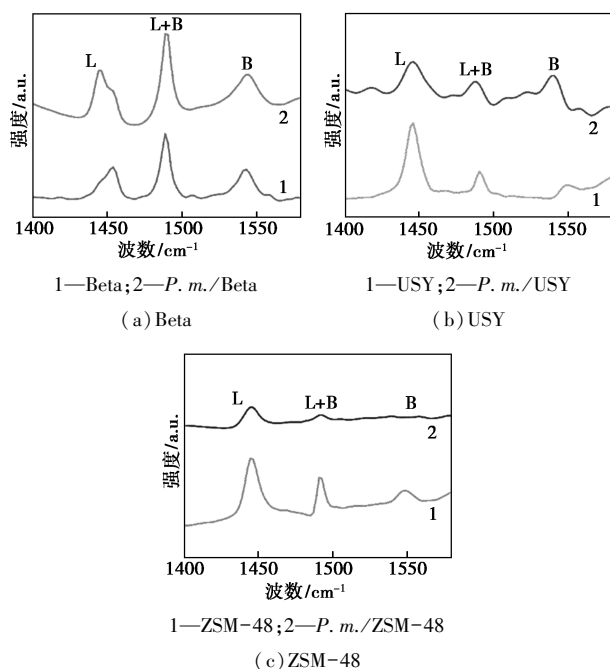 L
L+B
B
2
1
强度/a.u.
1400 1450 1500 1550
波数/cm⁻¹
1—Beta;2—P. m./Beta
(a)Beta
L
L+B
B
2
1
强度/a.u.
1400 1450 1500 1550
波数/cm⁻¹
1—USY;2—P. m./USY
(b)USY
L
L+B
B
2
1
强度/a.u.
1400 1450 1500 1550
波数/cm⁻¹
1—ZSM-48;2—P. m./ZSM-48
(c)ZSM-48